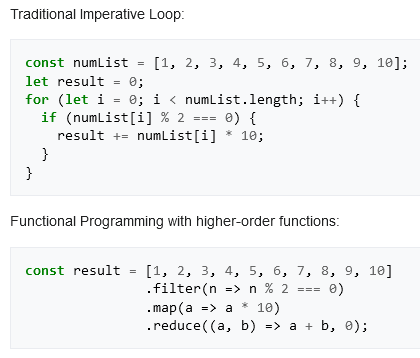 Traditional Imperative Loop:
const numList = [1, 2, 3, 4, 5, 6, 7, 8, 9, 10];
let result = 0;
for (let i = 0; i < numList.length; i++) {
  if (numList[i] % 2 === 0) {
    result += numList[i] * 10;
  }
}
Functional Programming with higher-order functions:
const result = [1, 2, 3, 4, 5, 6, 7, 8, 9, 10]
               .filter(n => n % 2 === 0)
               .map(a => a * 10)
               .reduce((a, b) => a + b, 0);